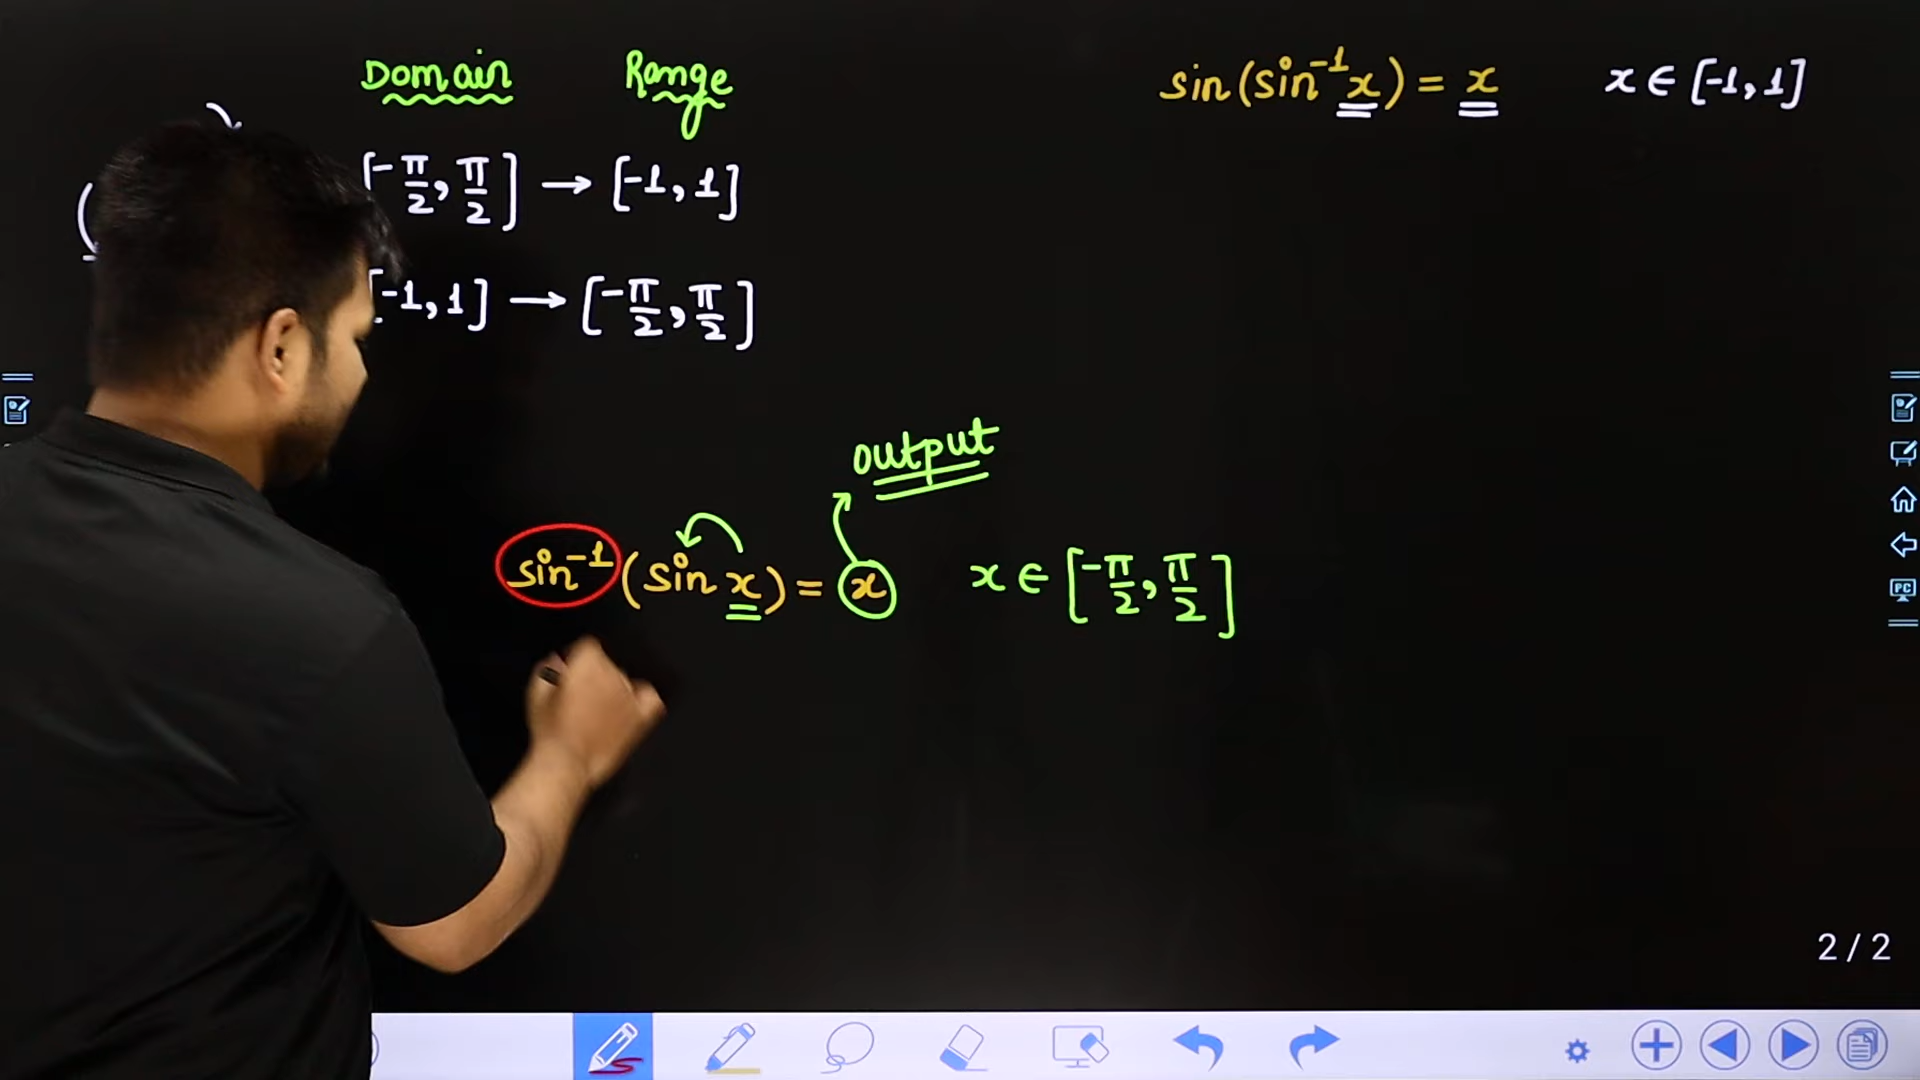 Domain Range
[-π/2, π/2] → [-1, 1]
[-1, 1] → [-π/2, π/2]
sin(sin⁻¹x) = x x ∈ [-1, 1]
output
sin⁻¹(sin x) = x x ∈ [-π/2, π/2]
2 / 2
PC